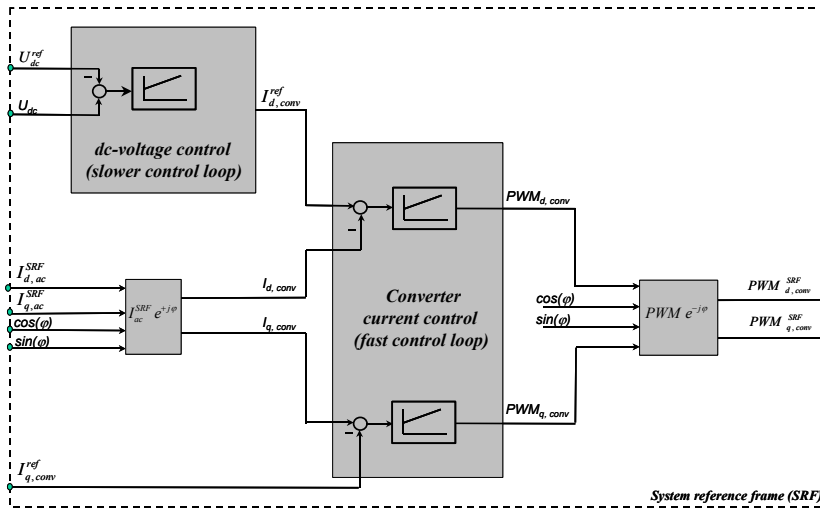 U_dc^ref
−
U_dc
I_d,conv^ref
dc-voltage control
(slower control loop)
PWM_d, conv
−
I_d,ac^SRF
I_q,ac^SRF
cos(φ)
sin(φ)
I_ac^SRF e^+jφ
I_d, conv
I_q, conv
Converter
current control
(fast control loop)
cos(φ)
sin(φ)
PWM e^−jφ
PWM_d,conv^SRF
PWM_q,conv^SRF
PWM_q, conv
−
I_q,conv^ref
System reference frame (SRF)